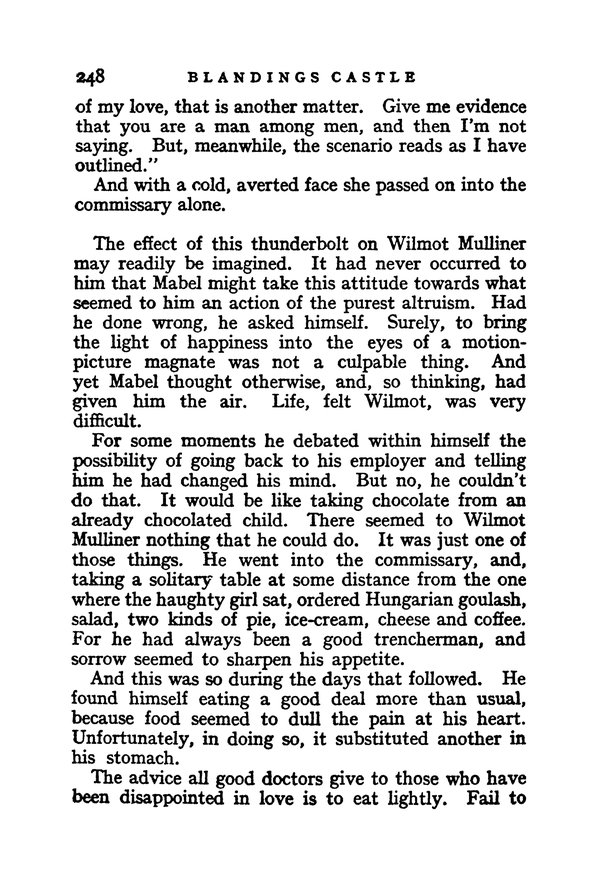 248 BLANDINGS CASTLE
of my love, that is another matter. Give me evidence
that you are a man among men, and then I'm not
saying. But, meanwhile, the scenario reads as I have
outlined."
And with a cold, averted face she passed on into the
commissary alone.
The effect of this thunderbolt on Wilmot Mulliner
may readily be imagined. It had never occurred to
him that Mabel might take this attitude towards what
seemed to him an action of the purest altruism. Had
he done wrong, he asked himself. Surely, to bring
the light of happiness into the eyes of a motion-
picture magnate was not a culpable thing. And
yet Mabel thought otherwise, and, so thinking, had
given him the air. Life, felt Wilmot, was very
difficult.
For some moments he debated within himself the
possibility of going back to his employer and telling
him he had changed his mind. But no, he couldn't
do that. It would be like taking chocolate from an
already chocolated child. There seemed to Wilmot
Mulliner nothing that he could do. It was just one of
those things. He went into the commissary, and,
taking a solitary table at some distance from the one
where the haughty girl sat, ordered Hungarian goulash,
salad, two kinds of pie, ice-cream, cheese and coffee.
For he had always been a good trencherman, and
sorrow seemed to sharpen his appetite.
And this was so during the days that followed. He
found himself eating a good deal more than usual,
because food seemed to dull the pain at his heart.
Unfortunately, in doing so, it substituted another in
his stomach.
The advice all good doctors give to those who have
been disappointed in love is to eat lightly. Fail to